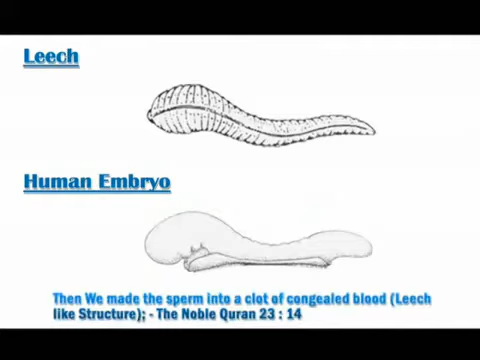 Leech
Human Embryo
Then We made the sperm into a clot of congealed blood (Leech
like Structure); - The Noble Quran 23 : 14